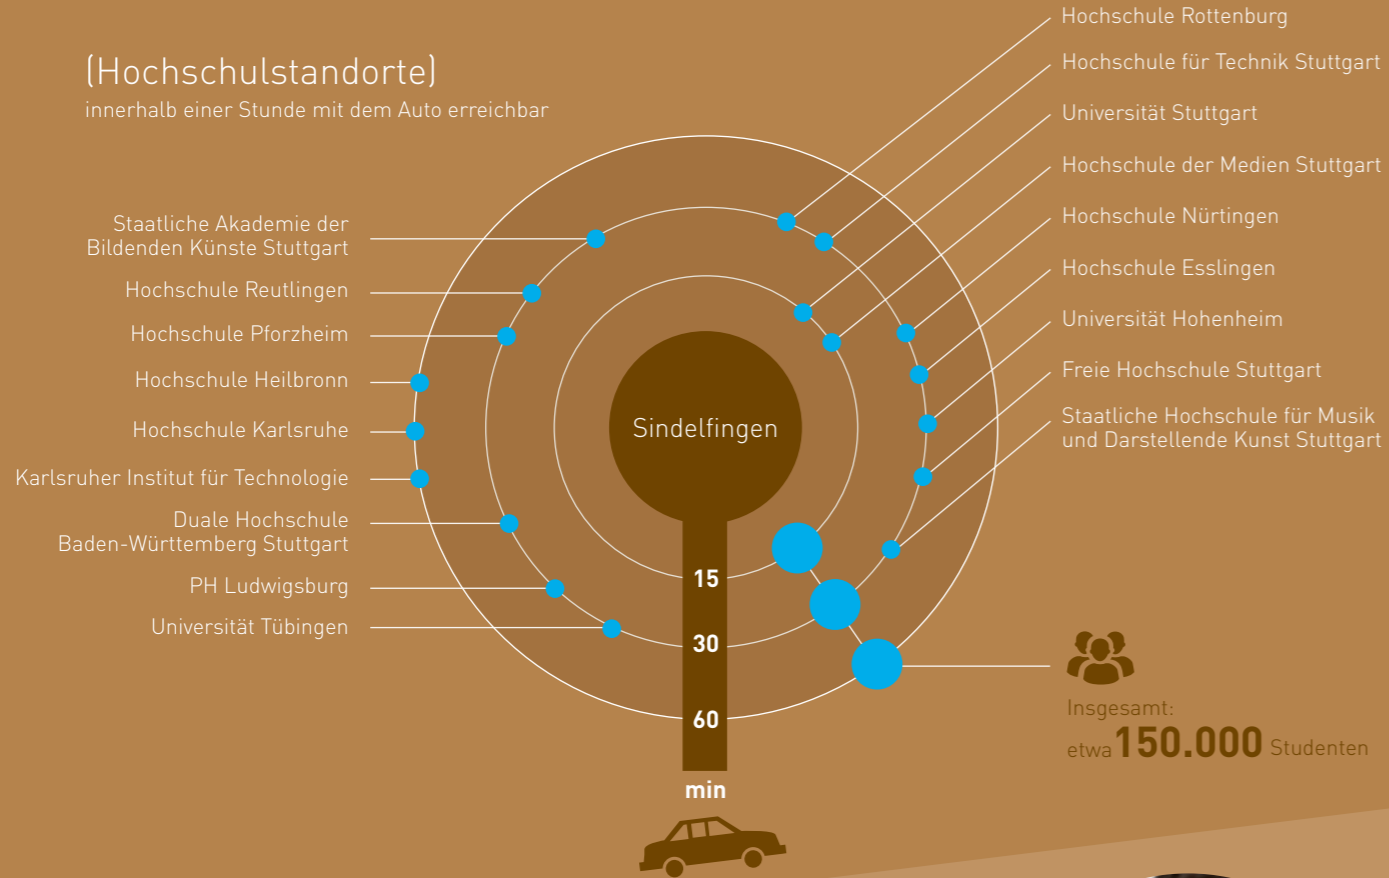 (Hochschulstandorte)
innerhalb einer Stunde mit dem Auto erreichbar
Staatliche Akademie der
Bildenden Künste Stuttgart
Hochschule Reutlingen
Hochschule Pforzheim
Hochschule Heilbronn
Hochschule Karlsruhe
Karlsruher Institut für Technologie
Duale Hochschule
Baden-Württemberg Stuttgart
PH Ludwigsburg
Universität Tübingen
Sindelfingen
15
30
60
min
Hochschule Rottenburg
Hochschule für Technik Stuttgart
Universität Stuttgart
Hochschule der Medien Stuttgart
Hochschule Nürtingen
Hochschule Esslingen
Universität Hohenheim
Freie Hochschule Stuttgart
Staatliche Hochschule für Musik
und Darstellende Kunst Stuttgart
Insgesamt:
etwa 150.000 Studenten